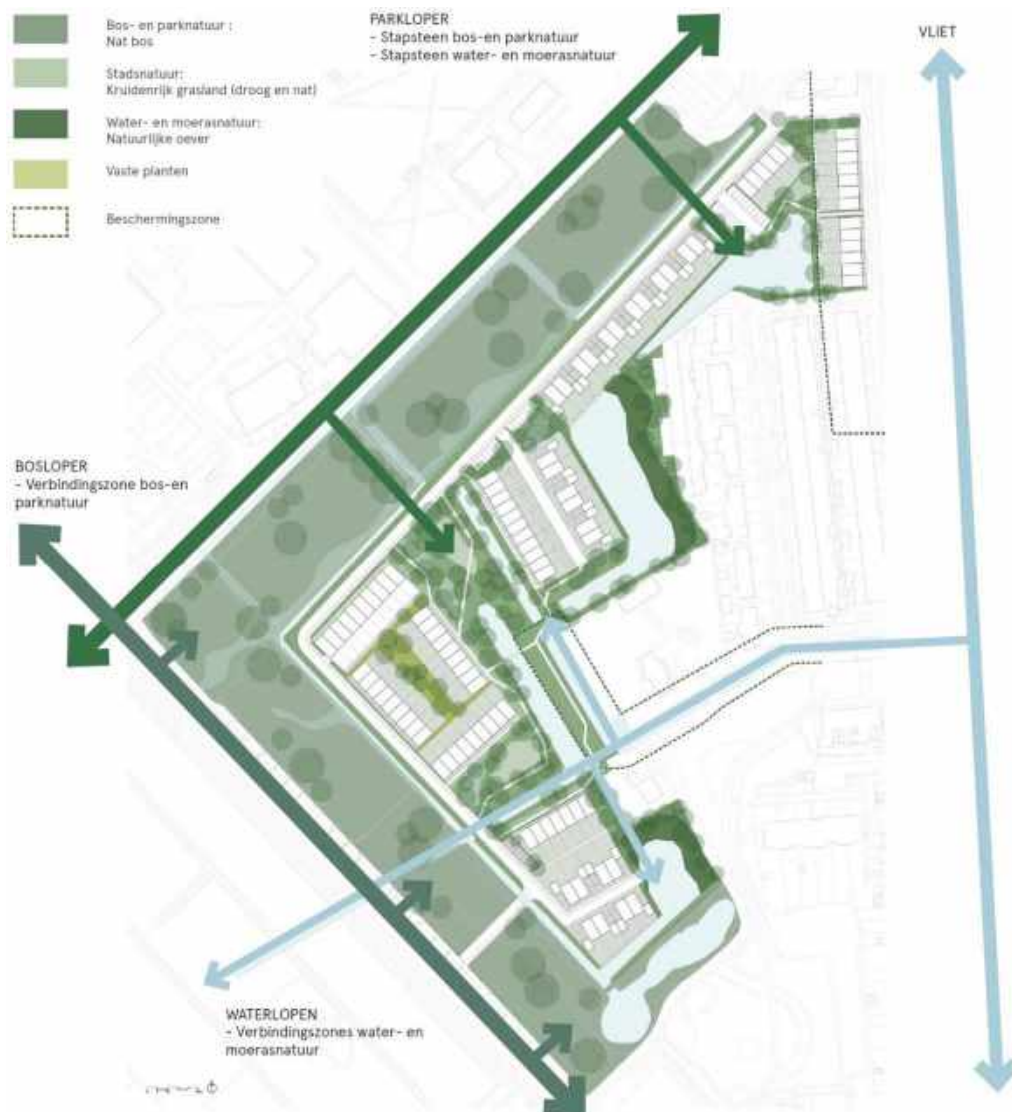 Bos- en parknatuur :
Nat bos
Stadsnatuur:
Kruidenrijk grasland (droog en nat)
Water- en moerasnatuur:
Natuurlijke oever
Vaste planten
Beschermingszone
PARKLOPER
- Stapsteen bos-en parknatuur
- Stapsteen water- en moerasnatuur
VLIET
BOSLOPER
- Verbindingszone bos-en
parknatuur
WATERLOPEN
- Verbindingszones water- en
moerasnatuur